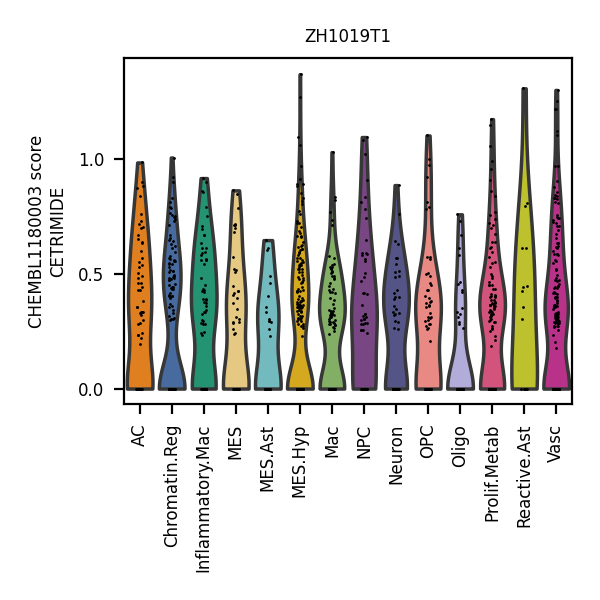 ZH1019T1
CHEMBL1180003 score
CETRIMIDE
1.0
0.5
0.0
AC
Chromatin.Reg
Inflammatory.Mac
MES
MES.Ast
MES.Hyp
Mac
NPC
Neuron
OPC
Oligo
Prolif.Metab
Reactive.Ast
Vasc